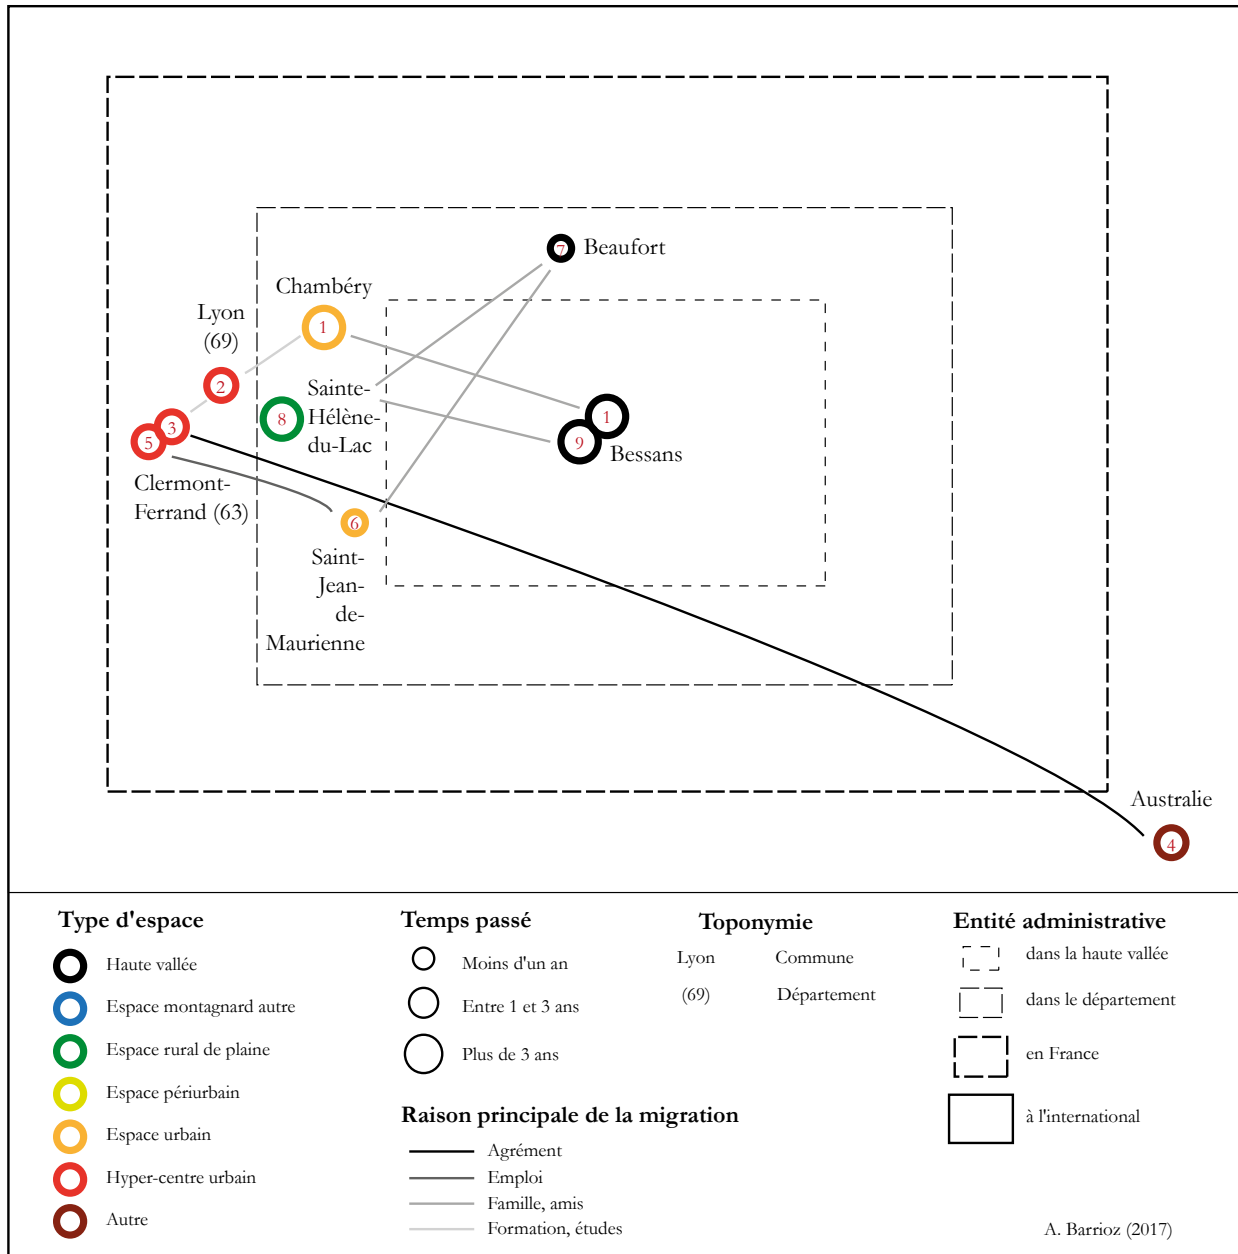 7
Beaufort
Chambéry
1
Lyon
(69)
2
Sainte-
Hélène-
du-Lac
8
3
5
1
9
Bessans
Clermont-
Ferrand (63)
6
Saint-
Jean-
de-
Maurienne
Australie
4
Type d'espace
Haute vallée
Espace montagnard autre
Espace rural de plaine
Espace périurbain
Espace urbain
Hyper-centre urbain
Autre
Temps passé
Moins d'un an
Entre 1 et 3 ans
Plus de 3 ans
Raison principale de la migration
Agrément
Emploi
Famille, amis
Formation, études
Toponymie
Lyon Commune
(69) Département
Entité administrative
dans la haute vallée
dans le département
en France
à l'international
A. Barrioz (2017)